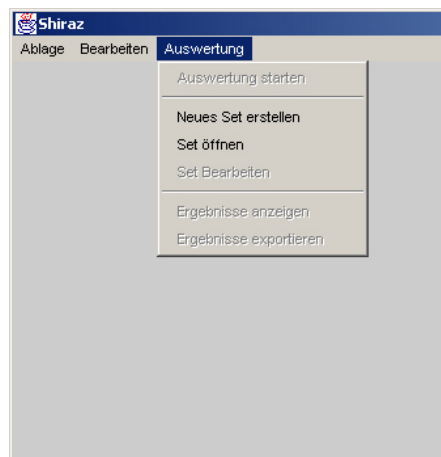 Shiraz
Ablage Bearbeiten Auswertung
Auswertung starten
Neues Set erstellen
Set öffnen
Set Bearbeiten
Ergebnisse anzeigen
Ergebnisse exportieren